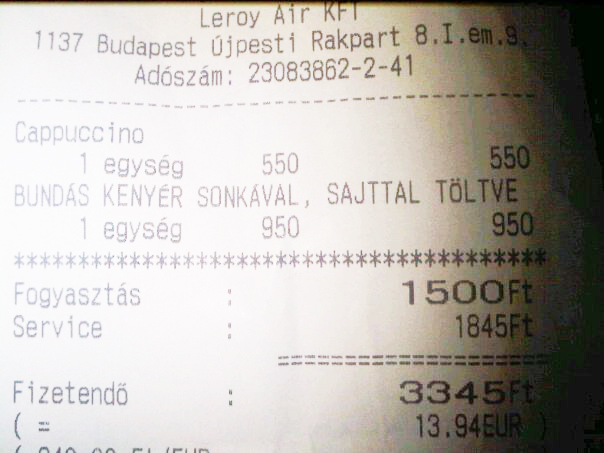 Leroy Air KFT
1137 Budapest Újpesti Rakpart 8.I.em.9.
Adószám: 23083862-2-41
Cappuccino
1 egység 550 550
BUNDÁS KENYÉR SONKÁVAL, SAJTTAL TÖLTVE
1 egység 950 950
****************************************
Fogyasztás : 1500Ft
Service : 1845Ft
====================
Fizetendő : 3345Ft
( = 13.94EUR )